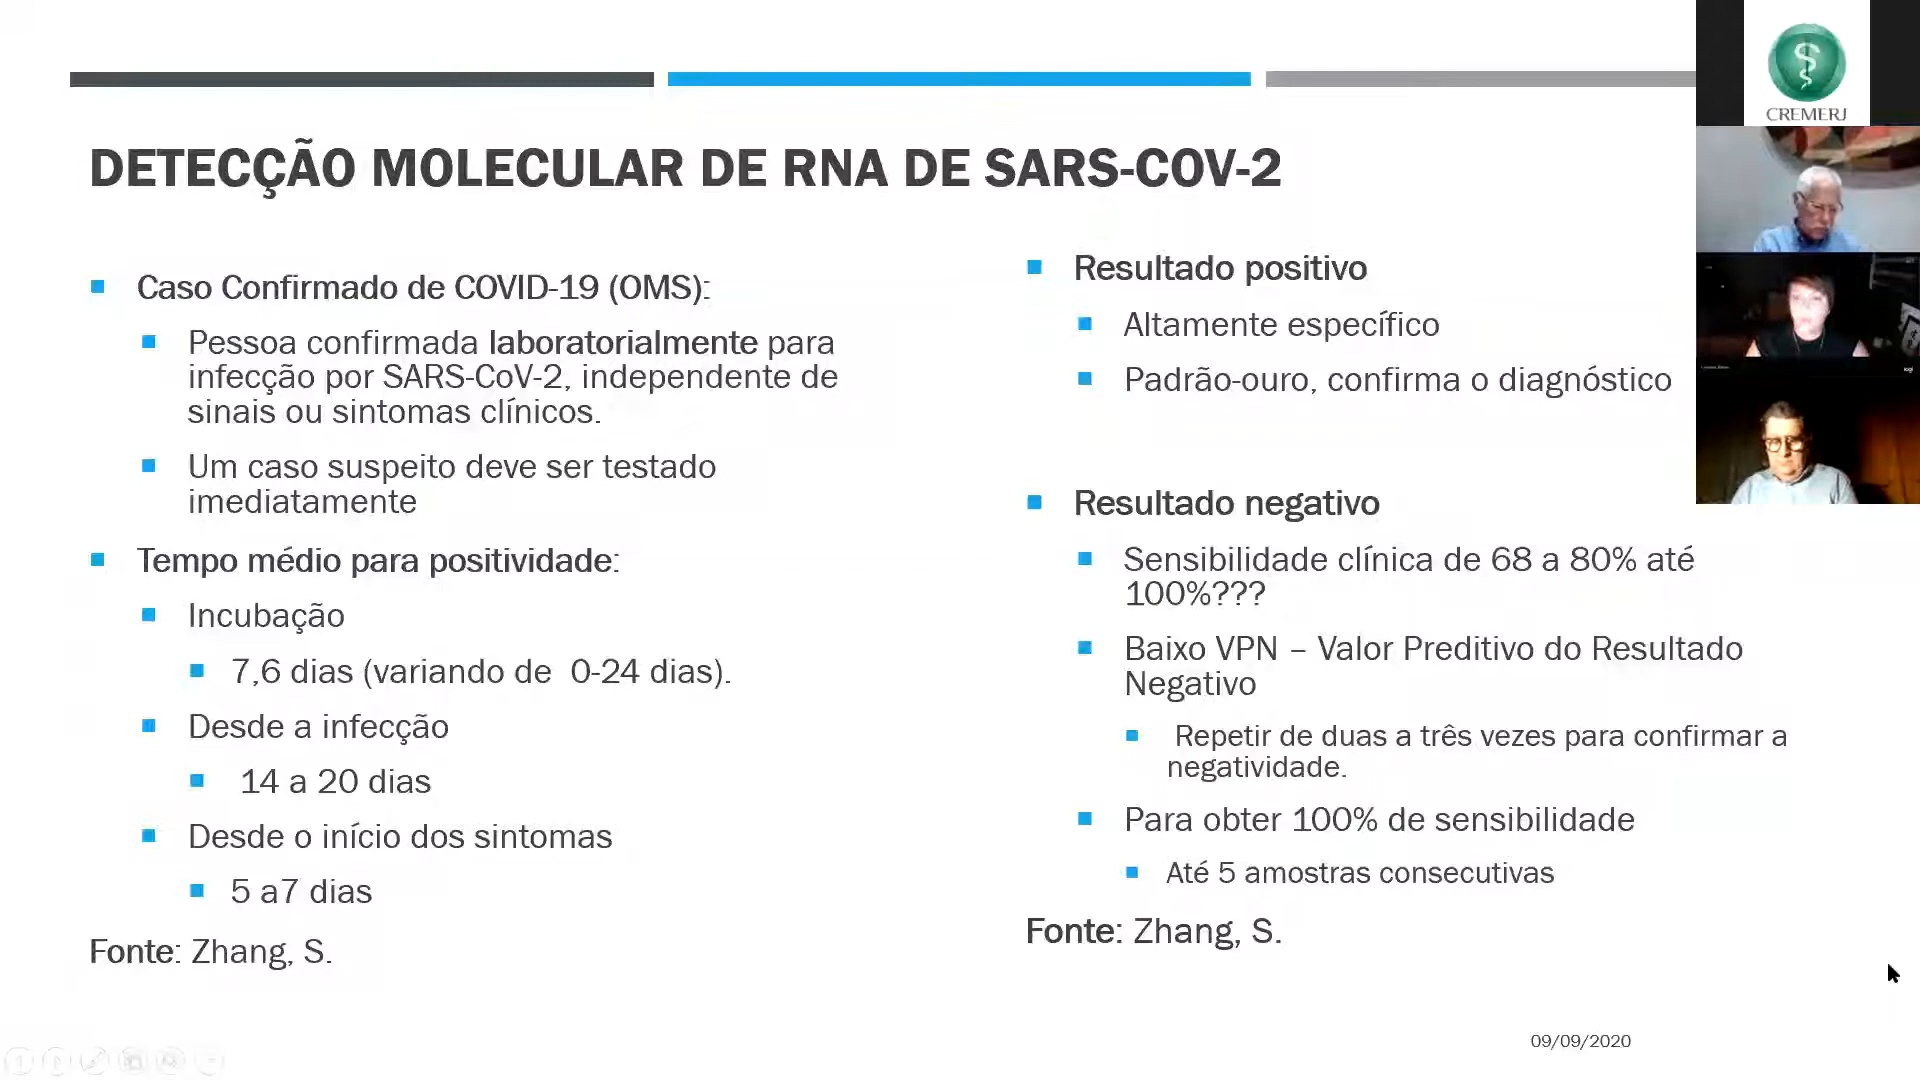 DETECÇÃO MOLECULAR DE RNA DE SARS-COV-2
Caso Confirmado de COVID-19 (OMS):
Pessoa confirmada laboratorialmente para
infecção por SARS-CoV-2, independente de
sinais ou sintomas clínicos.
Um caso suspeito deve ser testado
imediatamente
Tempo médio para positividade:
Incubação
7,6 dias (variando de 0-24 dias).
Desde a infecção
14 a 20 dias
Desde o início dos sintomas
5 a7 dias
Fonte: Zhang, S.
Resultado positivo
Altamente específico
Padrão-ouro, confirma o diagnóstico
Resultado negativo
Sensibilidade clínica de 68 a 80% até
100%???
Baixo VPN – Valor Preditivo do Resultado
Negativo
Repetir de duas a três vezes para confirmar a
negatividade.
Para obter 100% de sensibilidade
Até 5 amostras consecutivas
Fonte: Zhang, S.
09/09/2020
CREMERJ